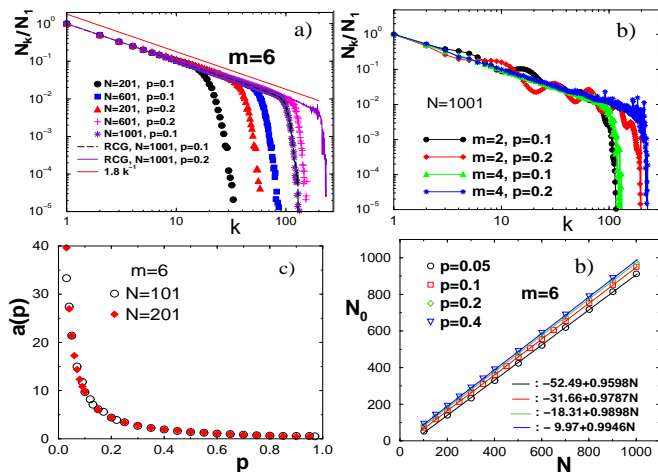 N_k/N_1
10^0
10^-1
10^-2
10^-3
10^-4
10^-5
a)
m=6
N=201, p=0.1
N=601, p=0.1
N=201, p=0.2
N=601, p=0.2
N=1001, p=0.1
RCG, N=1001, p=0.1
RCG, N=1001, p=0.2
1.8 k^-1
1
10
100
k
N_k/N_1
10^0
10^-1
10^-2
10^-3
10^-4
10^-5
b)
N=1001
m=2, p=0.1
m=2, p=0.2
m=4, p=0.1
m=4, p=0.2
1
10
100
k
a(p)
40
30
20
10
0
m=6
c)
N=101
N=201
0.0
0.2
0.4
0.6
0.8
1.0
p
N_0
800
600
400
200
0
b)
p=0.05
p=0.1
p=0.2
p=0.4
m=6
: −52.49+0.9598N
: −31.66+0.9787N
: −18.31+0.9898N
: − 9.97+0.9946N
0
200
400
600
800
1000
N